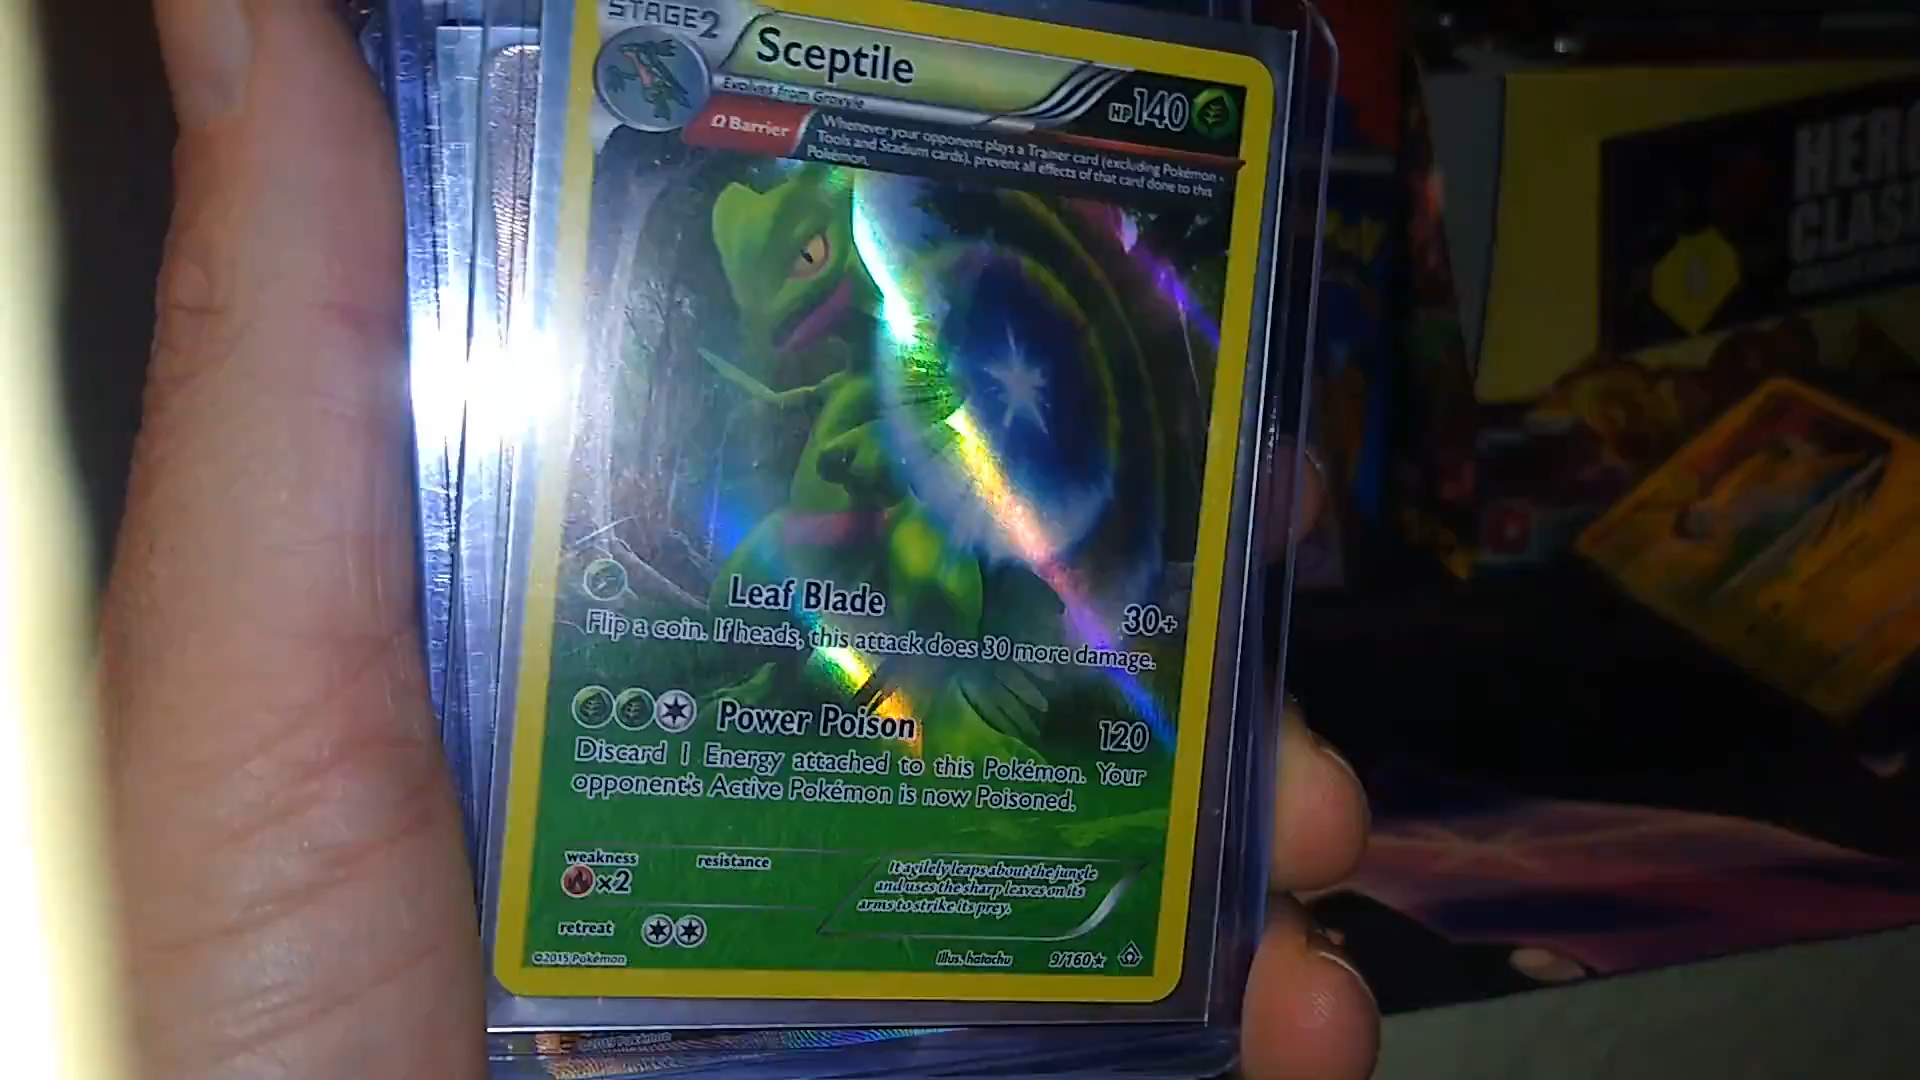 STAGE2
Sceptile
HP140
Evolves from Grovyle
Ω Barrier
Whenever your opponent plays a Trainer card (excluding Pokémon
Tools and Stadium cards), prevent all effects of that card done to this
Pokémon.
Leaf Blade 30+
Flip a coin. If heads, this attack does 30 more damage.
Power Poison 120
Discard 1 Energy attached to this Pokémon. Your
opponent's Active Pokémon is now Poisoned.
weakness resistance
×2
It agilely leaps about the jungle
and uses the sharp leaves on its
arms to strike its prey.
retreat
©2015 Pokémon Illus. hatachu 9/160★